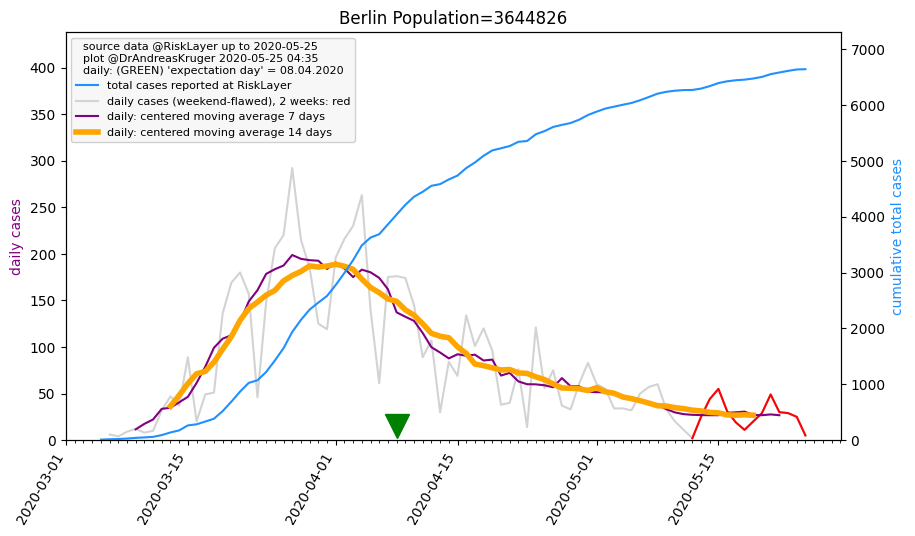 Berlin Population=3644826
source data @RiskLayer up to 2020-05-25
plot @DrAndreasKruger 2020-05-25 04:35
daily: (GREEN) 'expectation day' = 08.04.2020
total cases reported at RiskLayer
daily cases (weekend-flawed), 2 weeks: red
daily: centered moving average 7 days
daily: centered moving average 14 days
daily cases
400
350
300
250
200
150
100
50
0
7000
6000
5000
4000
3000
2000
1000
0
cumulative total cases
2020-03-01
2020-03-15
2020-04-01
2020-04-15
2020-05-01
2020-05-15